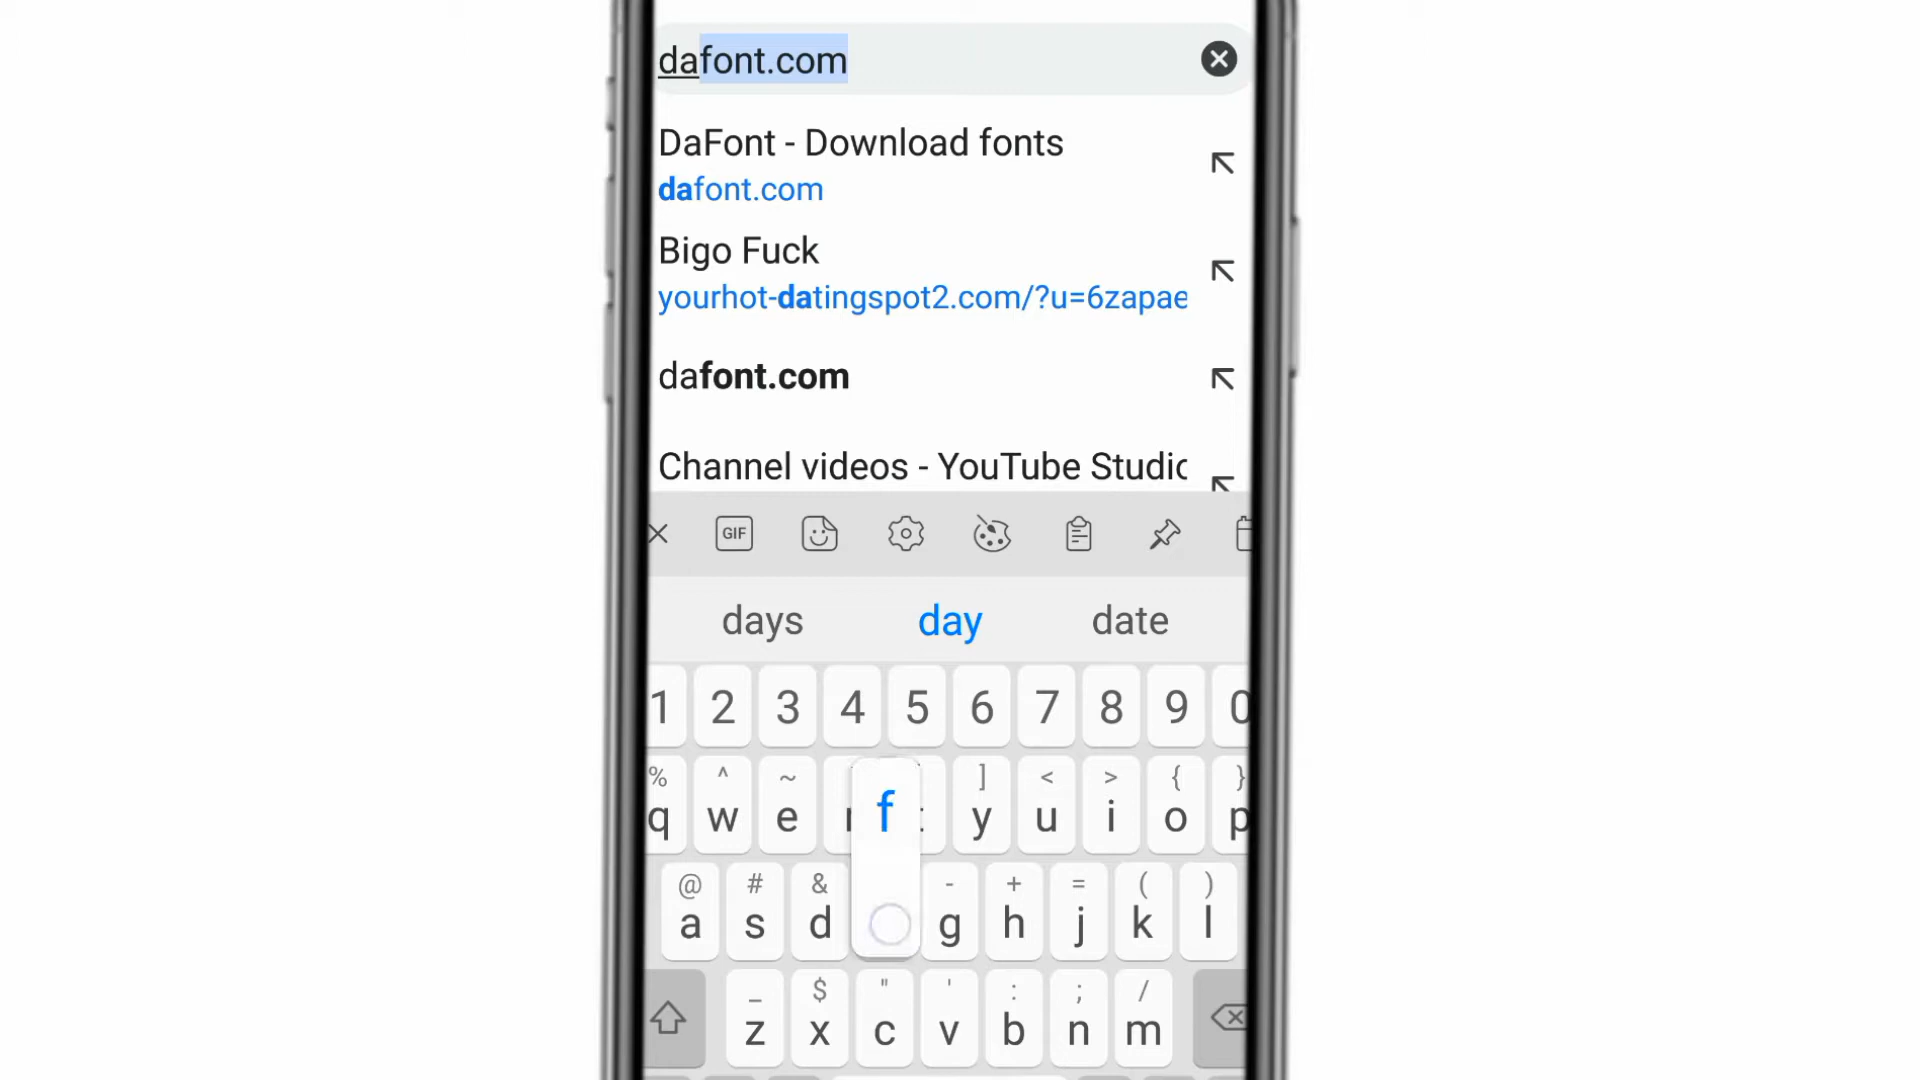 dafont.com
DaFont - Download fonts
dafont.com
Bigo Fuck
yourhot-datingspot2.com/?u=6zapae
dafont.com
Channel videos - YouTube Studio
GIF
days day date
1 2 3 4 5 6 7 8 9 0
% ^ ~ ] < > { }
q w e f y u i o p
@ # & - + = ( )
a s d g h j k l
_ $ " ' : ; /
z x c v b n m